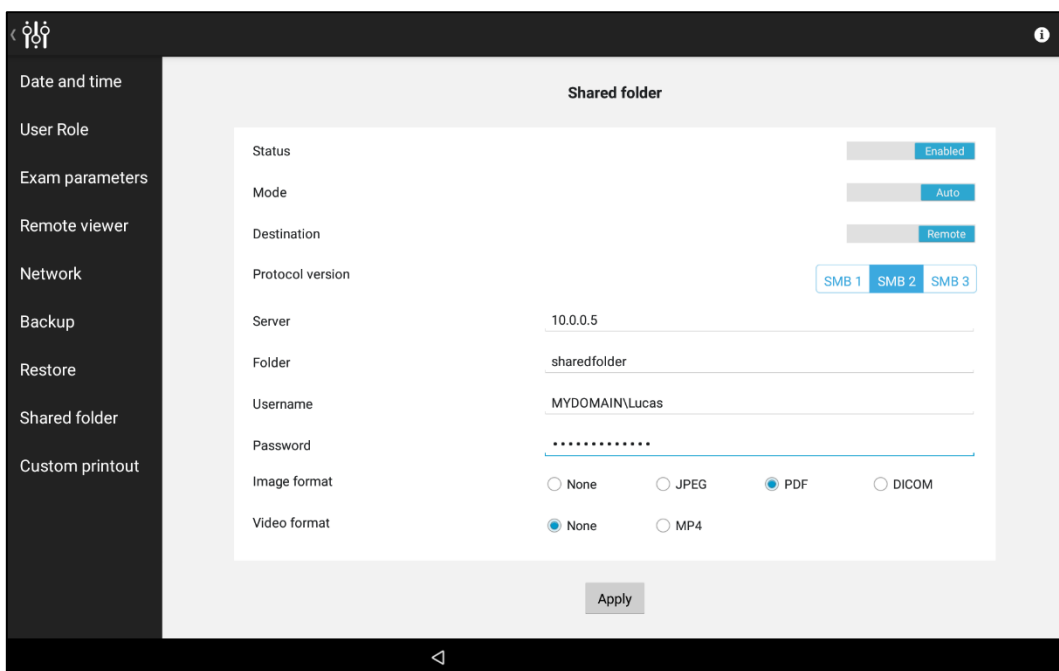 Date and time
User Role
Exam parameters
Remote viewer
Network
Backup
Restore
Shared folder
Custom printout
Shared folder
Status Enabled
Mode Auto
Destination Remote
Protocol version SMB 1 SMB 2 SMB 3
Server 10.0.0.5
Folder sharedfolder
Username MYDOMAIN\Lucas
Password •••••••••••••
Image format None JPEG PDF DICOM
Video format None MP4
Apply